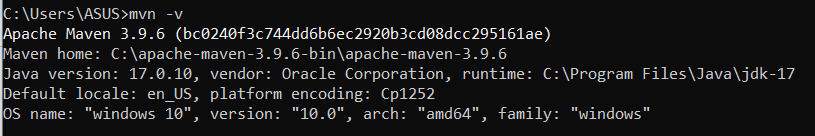 C:\Users\ASUS>mvn -v
Apache Maven 3.9.6 (bc0240f3c744dd6b6ec2920b3cd08dcc295161ae)
Maven home: C:\apache-maven-3.9.6-bin\apache-maven-3.9.6
Java version: 17.0.10, vendor: Oracle Corporation, runtime: C:\Program Files\Java\jdk-17
Default locale: en_US, platform encoding: Cp1252
OS name: "windows 10", version: "10.0", arch: "amd64", family: "windows"